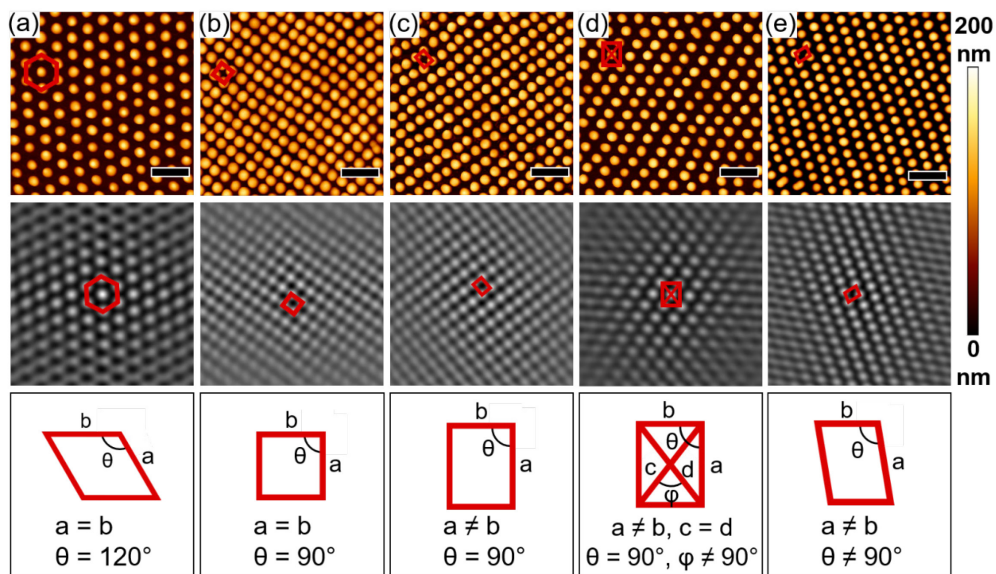 (a)
(b)
(c)
(d)
(e)
200
nm
0
nm
b
θ
a
a = b
θ = 120°
b
θ
a
a = b
θ = 90°
b
θ
a
a ≠ b
θ = 90°
b
θ
c
d
a
φ
a ≠ b, c = d
θ = 90°, φ ≠ 90°
b
θ
a
a ≠ b
θ ≠ 90°